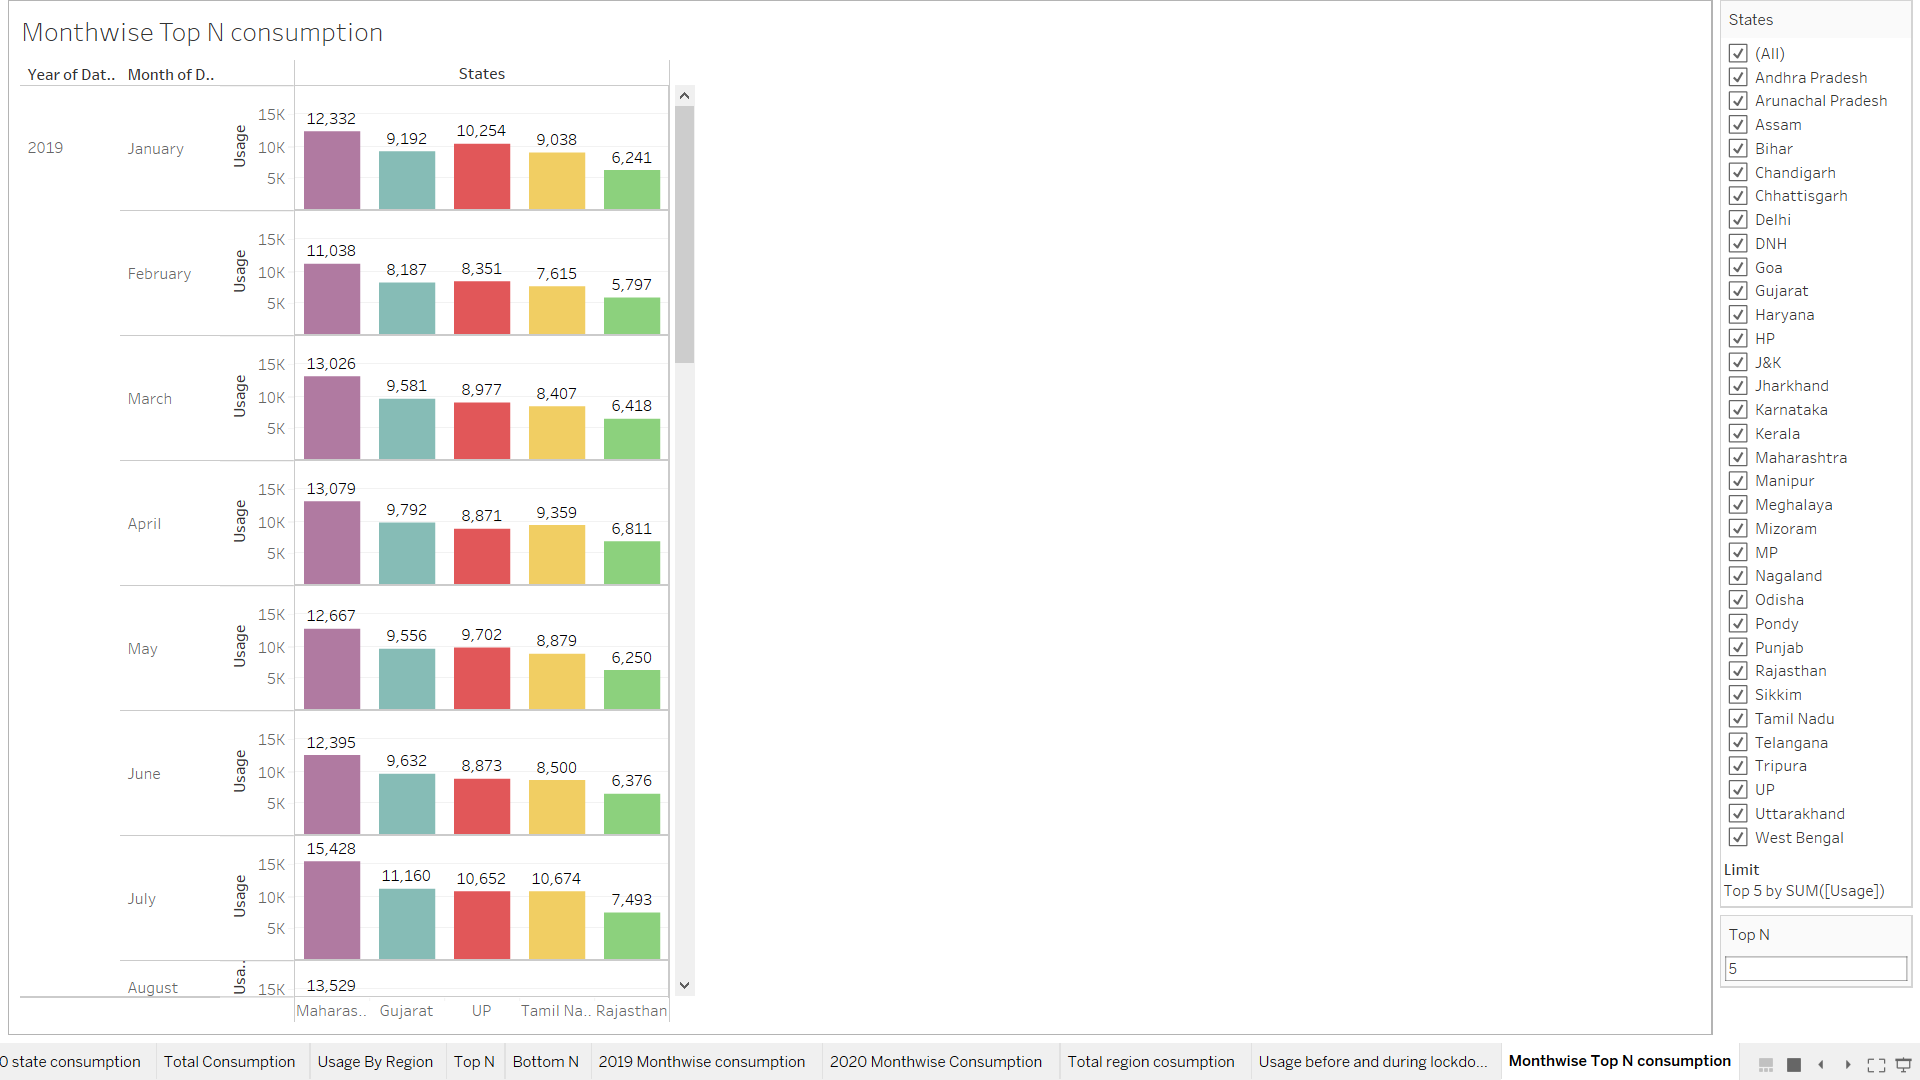 Monthwise Top N consumption
Year of Dat.. Month of D.. States
2019 January Usage 15K 10K 5K 12,332 9,192 10,254 9,038 6,241
February Usage 15K 10K 5K 11,038 8,187 8,351 7,615 5,797
March Usage 15K 10K 5K 13,026 9,581 8,977 8,407 6,418
April Usage 15K 10K 5K 13,079 9,792 8,871 9,359 6,811
May Usage 15K 10K 5K 12,667 9,556 9,702 8,879 6,250
June Usage 15K 10K 5K 12,395 9,632 8,873 8,500 6,376
July Usage 15K 10K 5K 15,428 11,160 10,652 10,674 7,493
August Usa.. 15K 13,529
Maharas.. Gujarat UP Tamil Na.. Rajasthan
States
(All)
Andhra Pradesh
Arunachal Pradesh
Assam
Bihar
Chandigarh
Chhattisgarh
Delhi
DNH
Goa
Gujarat
Haryana
HP
J&K
Jharkhand
Karnataka
Kerala
Maharashtra
Manipur
Meghalaya
Mizoram
MP
Nagaland
Odisha
Pondy
Punjab
Rajasthan
Sikkim
Tamil Nadu
Telangana
Tripura
UP
Uttarakhand
West Bengal
Limit
Top 5 by SUM([Usage])
Top N
5
0 state consumption Total Consumption Usage By Region Top N Bottom N 2019 Monthwise consumption 2020 Monthwise Consumption Total region cosumption Usage before and during lockdo... Monthwise Top N consumption